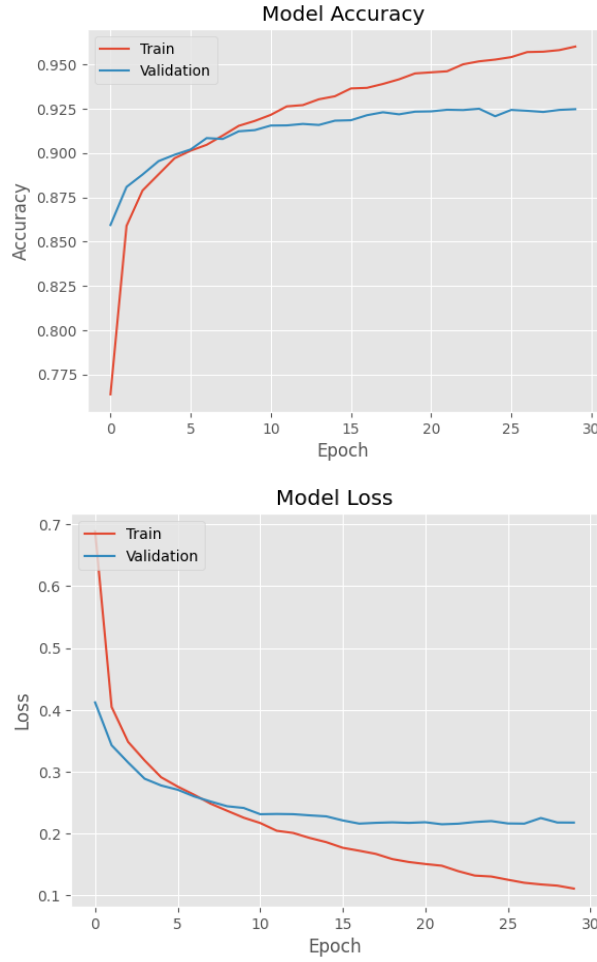 Model Accuracy
Train
Validation
0.950
0.925
0.900
0.875
0.850
0.825
0.800
0.775
Accuracy
0 5 10 15 20 25 30
Epoch
Model Loss
Train
Validation
0.7
0.6
0.5
0.4
0.3
0.2
0.1
Loss
0 5 10 15 20 25 30
Epoch